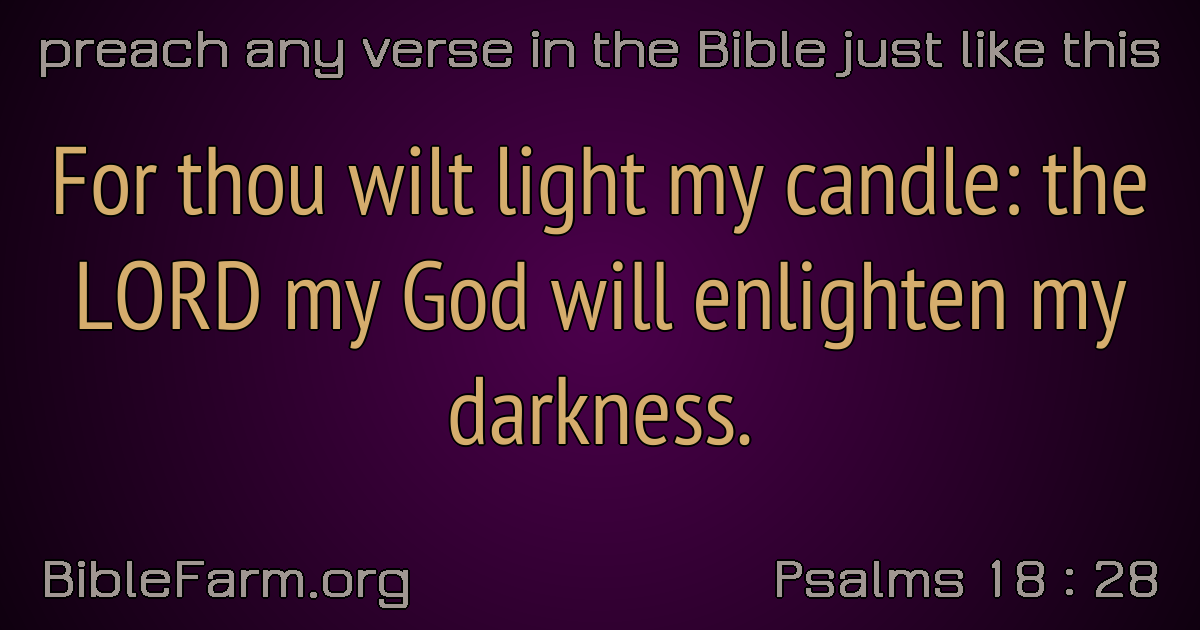 preach any verse in the Bible just like this
For thou wilt light my candle: the
LORD my God will enlighten my
darkness.
BibleFarm.org
Psalms 18 : 28